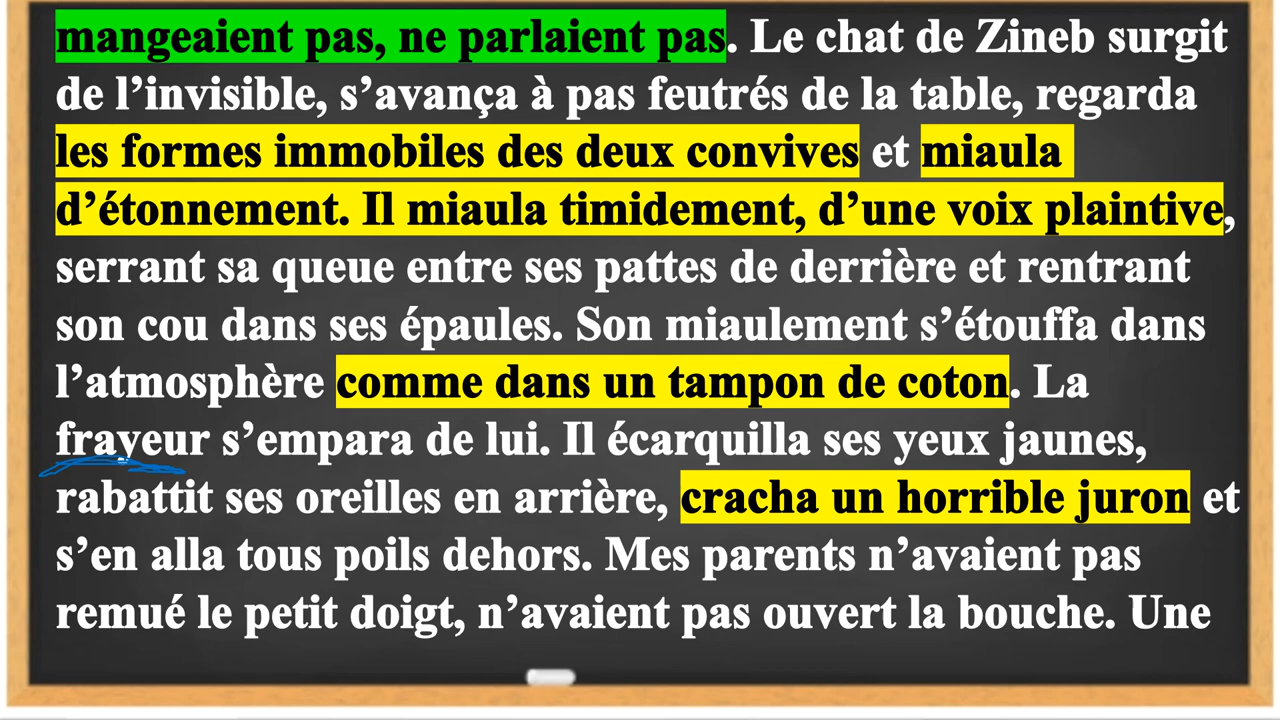 mangeaient pas, ne parlaient pas. Le chat de Zineb surgit
de l’invisible, s’avança à pas feutrés de la table, regarda
les formes immobiles des deux convives et miaula
d’étonnement. Il miaula timidement, d’une voix plaintive,
serrant sa queue entre ses pattes de derrière et rentrant
son cou dans ses épaules. Son miaulement s’étouffa dans
l’atmosphère comme dans un tampon de coton. La
frayeur s’empara de lui. Il écarquilla ses yeux jaunes,
rabattit ses oreilles en arrière, cracha un horrible juron et
s’en alla tous poils dehors. Mes parents n’avaient pas
remué le petit doigt, n’avaient pas ouvert la bouche. Une